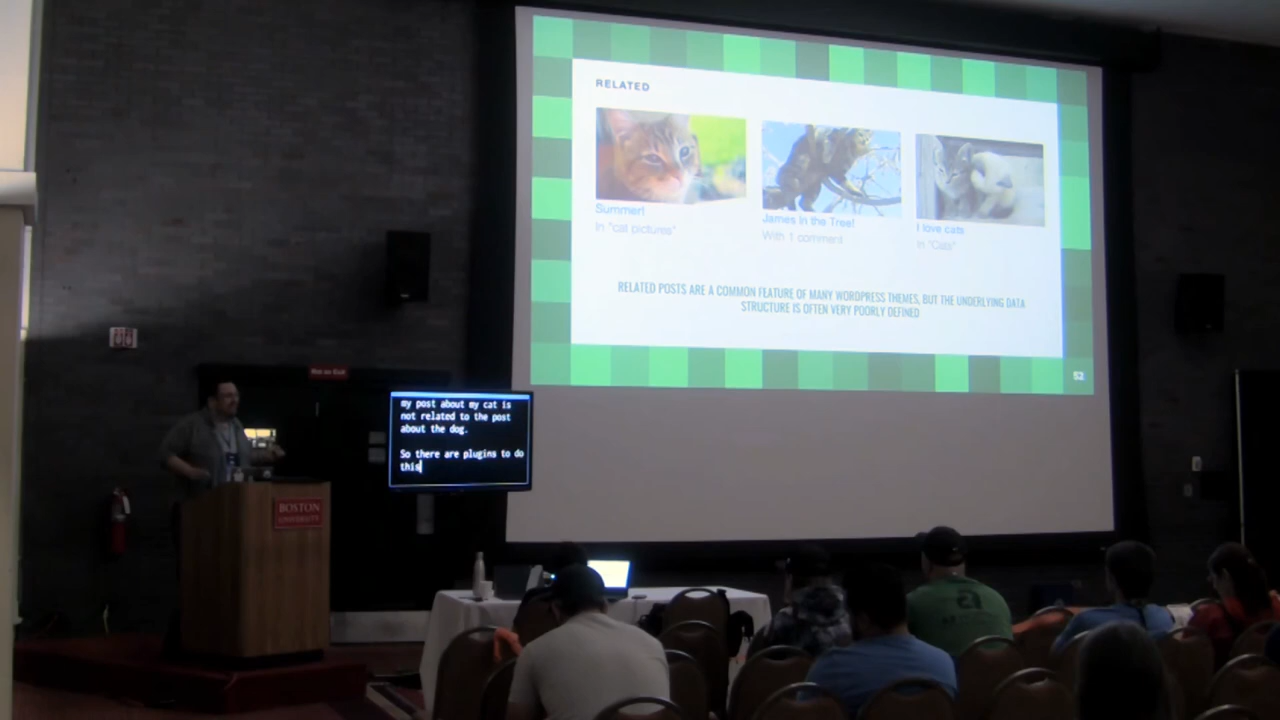 RELATED
Summer!
In "cat pictures"
James in the Tree!
With 1 comment
I love cats
In "Cats"
RELATED POSTS ARE A COMMON FEATURE OF MANY WORDPRESS THEMES, BUT THE UNDERLYING DATA
STRUCTURE IS OFTEN VERY POORLY DEFINED
52
Not an Exit
my post about my cat is
not related to the post
about the dog.
So there are plugins to do
this
BOSTON
UNIVERSITY